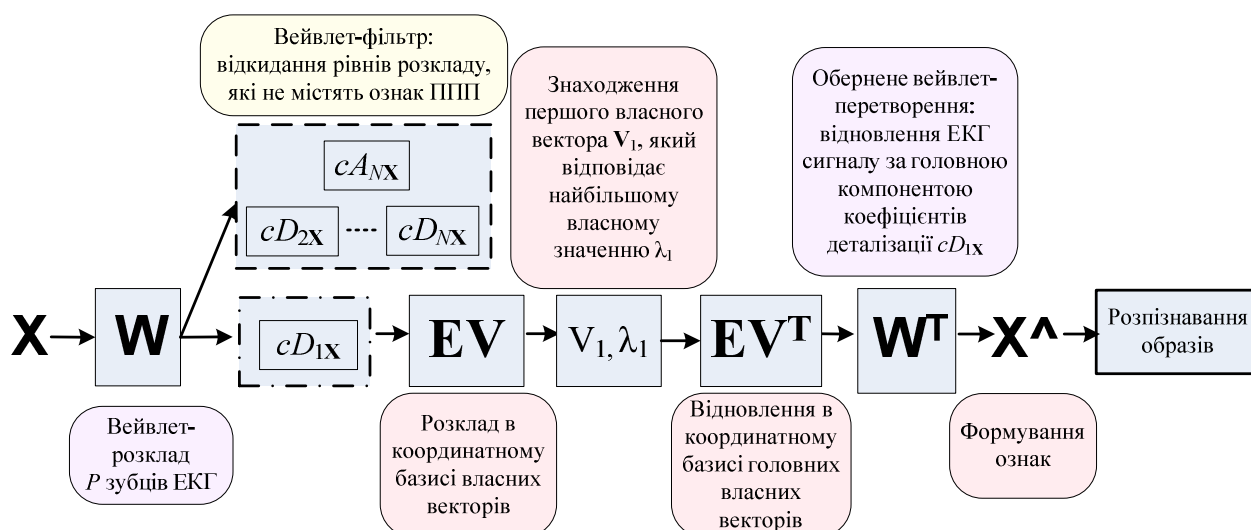 Вейвлет-фільтр:
відкидання рівнів розкладу,
які не містять ознак ППП
Знаходження
першого власного
вектора V₁, який
відповідає
найбільшому
власному
значенню λ₁
Обернене вейвлет-
перетворення:
відновлення ЕКГ
сигналу за головною
компонентою
коефіцієнтів
деталізації cD₁X
cA_NX
cD₂X ---- cD_NX
X
W
cD₁X
EV
V₁, λ₁
EVᵀ
Wᵀ
X^
Розпізнавання
образів
Вейвлет-
розклад
P зубців ЕКГ
Розклад в
координатному
базисі власних
векторів
Відновлення в
координатному
базисі головних
власних
векторів
Формування
ознак